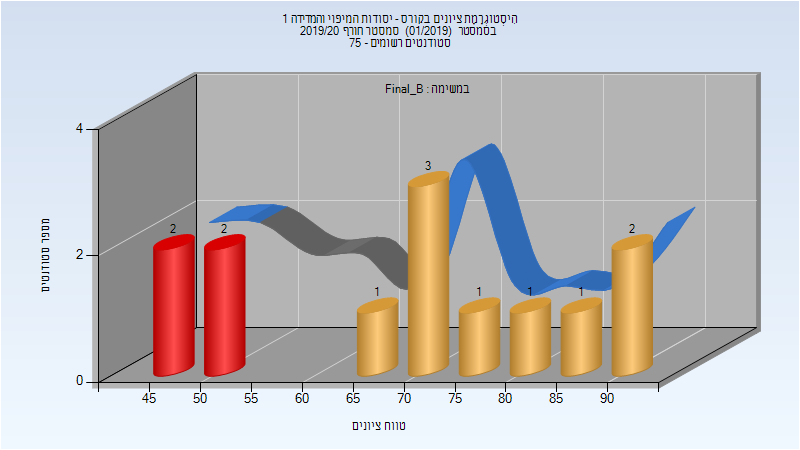 היסטוגרמת ציונים בקורס - יסודות המיפוי והמדידה 1
בסמסטר (01/2019) סמסטר חורף 2019/20
סטודנטים רשומים - 75
במשימה : Final_B
מספר סטודנטים
4
2
0
2
2
1
3
1
1
1
2
45 50 55 60 65 70 75 80 85 90
טווח ציונים